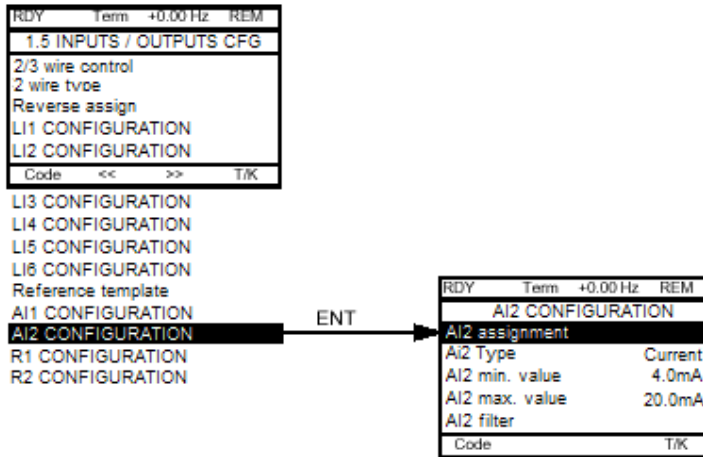 RDY Term +0.00 Hz REM
1.5 INPUTS / OUTPUTS CFG
2/3 wire control
2 wire type
Reverse assign
LI1 CONFIGURATION
LI2 CONFIGURATION
Code << >> T/K
LI3 CONFIGURATION
LI4 CONFIGURATION
LI5 CONFIGURATION
LI6 CONFIGURATION
Reference template
AI1 CONFIGURATION
AI2 CONFIGURATION
R1 CONFIGURATION
R2 CONFIGURATION
ENT
RDY Term +0.00 Hz REM
AI2 CONFIGURATION
AI2 assignment
Ai2 Type Current
AI2 min. value 4.0mA
AI2 max. value 20.0mA
AI2 filter
Code T/K